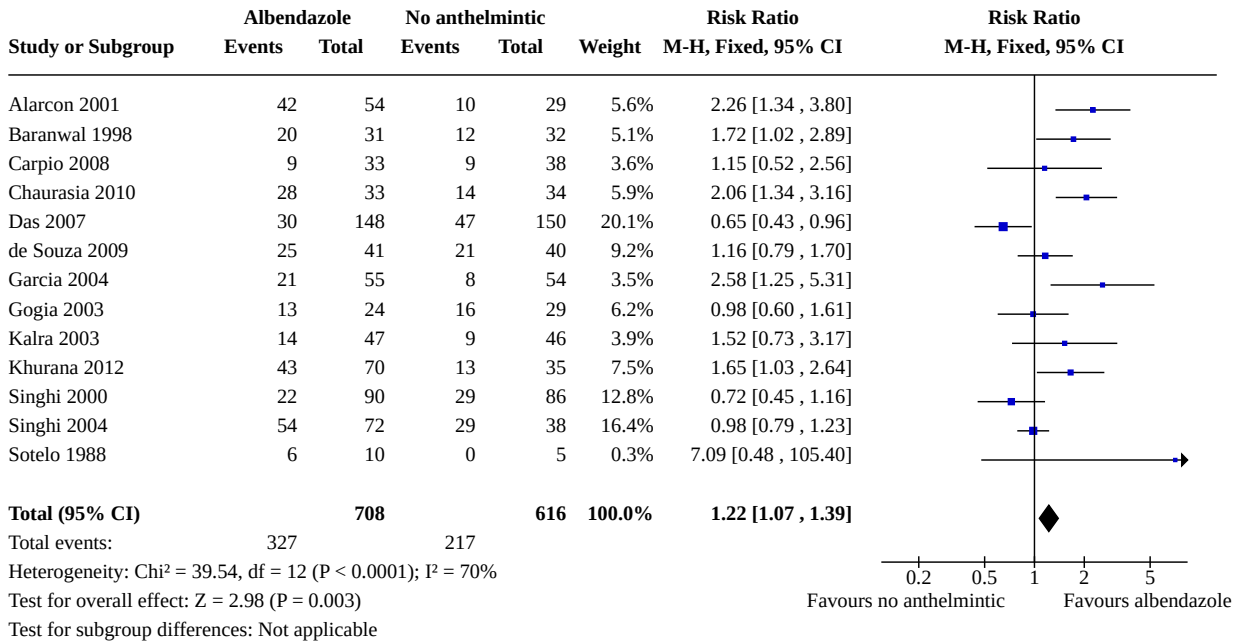 Albendazole No anthelmintic Risk Ratio Risk Ratio
Study or Subgroup Events Total Events Total Weight M-H, Fixed, 95% CI M-H, Fixed, 95% CI
Alarcon 2001 42 54 10 29 5.6% 2.26 [1.34 , 3.80]
Baranwal 1998 20 31 12 32 5.1% 1.72 [1.02 , 2.89]
Carpio 2008 9 33 9 38 3.6% 1.15 [0.52 , 2.56]
Chaurasia 2010 28 33 14 34 5.9% 2.06 [1.34 , 3.16]
Das 2007 30 148 47 150 20.1% 0.65 [0.43 , 0.96]
de Souza 2009 25 41 21 40 9.2% 1.16 [0.79 , 1.70]
Garcia 2004 21 55 8 54 3.5% 2.58 [1.25 , 5.31]
Gogia 2003 13 24 16 29 6.2% 0.98 [0.60 , 1.61]
Kalra 2003 14 47 9 46 3.9% 1.52 [0.73 , 3.17]
Khurana 2012 43 70 13 35 7.5% 1.65 [1.03 , 2.64]
Singhi 2000 22 90 29 86 12.8% 0.72 [0.45 , 1.16]
Singhi 2004 54 72 29 38 16.4% 0.98 [0.79 , 1.23]
Sotelo 1988 6 10 0 5 0.3% 7.09 [0.48 , 105.40]
Total (95% CI) 708 616 100.0% 1.22 [1.07 , 1.39]
Total events: 327 217
Heterogeneity: Chi² = 39.54, df = 12 (P < 0.0001); I² = 70%
0.2 0.5 1 2 5
Test for overall effect: Z = 2.98 (P = 0.003)
Favours no anthelmintic Favours albendazole
Test for subgroup differences: Not applicable